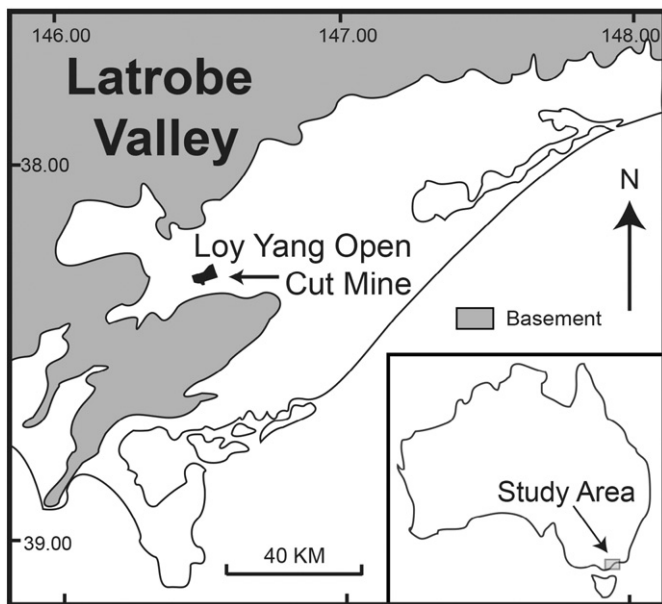 146.00
147.00
148.00
Latrobe
Valley
38.00
N
Loy Yang Open
Cut Mine
Basement
Study Area
39.00
40 KM